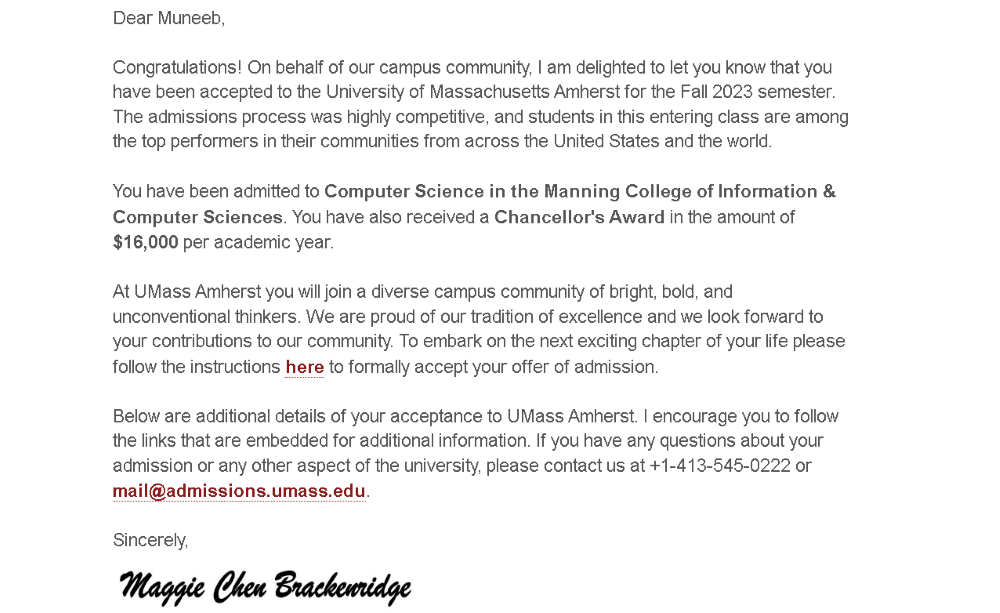 Dear Muneeb,
Congratulations! On behalf of our campus community, I am delighted to let you know that you
have been accepted to the University of Massachusetts Amherst for the Fall 2023 semester.
The admissions process was highly competitive, and students in this entering class are among
the top performers in their communities from across the United States and the world.
You have been admitted to Computer Science in the Manning College of Information &
Computer Sciences. You have also received a Chancellor's Award in the amount of
$16,000 per academic year.
At UMass Amherst you will join a diverse campus community of bright, bold, and
unconventional thinkers. We are proud of our tradition of excellence and we look forward to
your contributions to our community. To embark on the next exciting chapter of your life please
follow the instructions here to formally accept your offer of admission.
Below are additional details of your acceptance to UMass Amherst. I encourage you to follow
the links that are embedded for additional information. If you have any questions about your
admission or any other aspect of the university, please contact us at +1-413-545-0222 or
mail@admissions.umass.edu.
Sincerely,
Maggie Chen Brackenridge